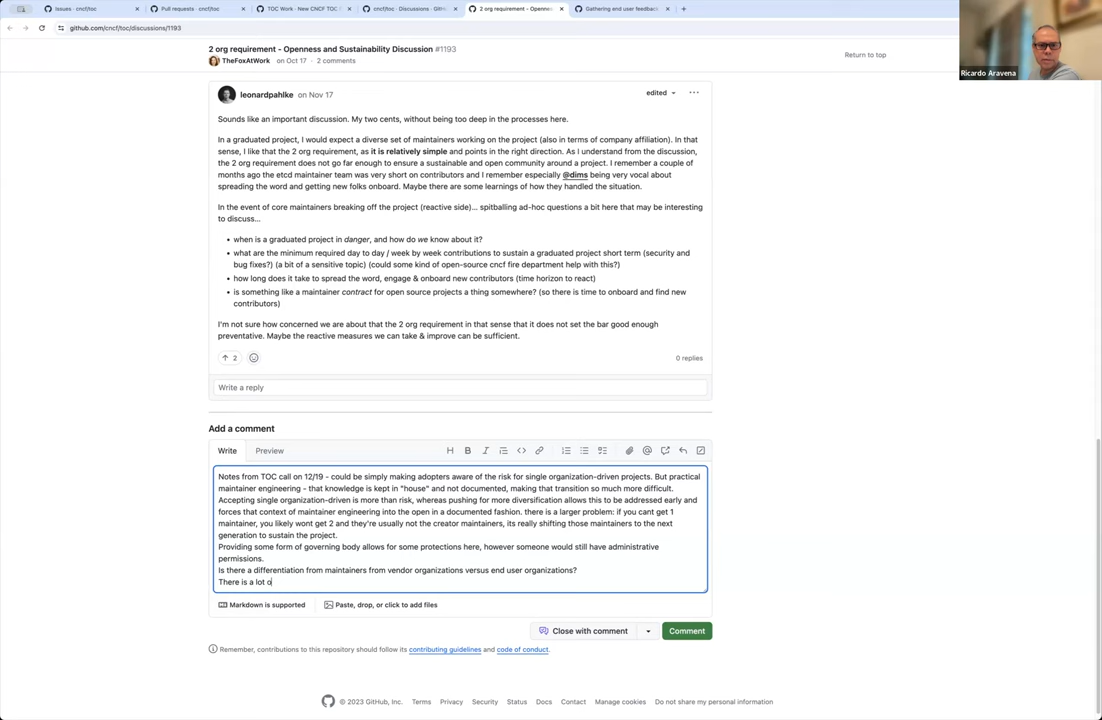 Issues · cncf/toc
Pull requests · cncf/toc
TOC Work · New CNCF TOC
cncf/toc · Discussions · GitHu
2 org requirement - Openness
Gathering end user feedback
github.com/cncf/toc/discussions/1193
Ricardo Aravena
2 org requirement - Openness and Sustainability Discussion #1193
TheFoxAtWork on Oct 17 · 2 comments
Return to top
leonardpahlke on Nov 17
edited
Sounds like an important discussion. My two cents, without being too deep in the processes here.
In a graduated project, I would expect a diverse set of maintainers working on the project (also in terms of company affiliation). In that
sense, I like that the 2 org requirement, as it is relatively simple and points in the right direction. As I understand from the discussion,
the 2 org requirement does not go far enough to ensure a sustainable and open community around a project. I remember a couple of
months ago the etcd maintainer team was very short on contributors and I remember especially @dims being very vocal about
spreading the word and getting new folks onboard. Maybe there are some learnings of how they handled the situation.
In the event of core maintainers breaking off the project (reactive side)... spitballing ad-hoc questions a bit here that may be interesting
to discuss...
• when is a graduated project in danger, and how do we know about it?
• what are the minimum required day to day / week by week contributions to sustain a graduated project short term (security and
bug fixes?) (a bit of a sensitive topic) (could some kind of open-source cncf fire department help with this?)
• how long does it take to spread the word, engage & onboard new contributors (time horizon to react)
• is something like a maintainer contract for open source projects a thing somewhere? (so there is time to onboard and find new
contributors)
I'm not sure how concerned we are about that the 2 org requirement in that sense that it does not set the bar good enough
preventative. Maybe the reactive measures we can take & improve can be sufficient.
2
0 replies
Write a reply
Add a comment
Write
Preview
Notes from TOC call on 12/19 - could be simply making adopters aware of the risk for single organization-driven projects. But practical
maintainer engineering - that knowledge is kept in "house" and not documented, making that transition so much more difficult.
Accepting single organization-driven is more than risk, whereas pushing for more diversification allows this to be addressed early and
forces that context of maintainer engineering into the open in a documented fashion. there is a larger problem: if you cant get 1
maintainer, you likely wont get 2 and they're usually not the creator maintainers, its really shifting those maintainers to the next
generation to sustain the project.
Providing some form of governing body allows for some protections here, however someone would still have administrative
permissions.
Is there a differentiation from maintainers from vendor organizations versus end user organizations?
There is a lot o
Markdown is supported
Paste, drop, or click to add files
Close with comment
Comment
Remember, contributions to this repository should follow its contributing guidelines and code of conduct.
© 2023 GitHub, Inc. Terms Privacy Security Status Docs Contact Manage cookies Do not share my personal information